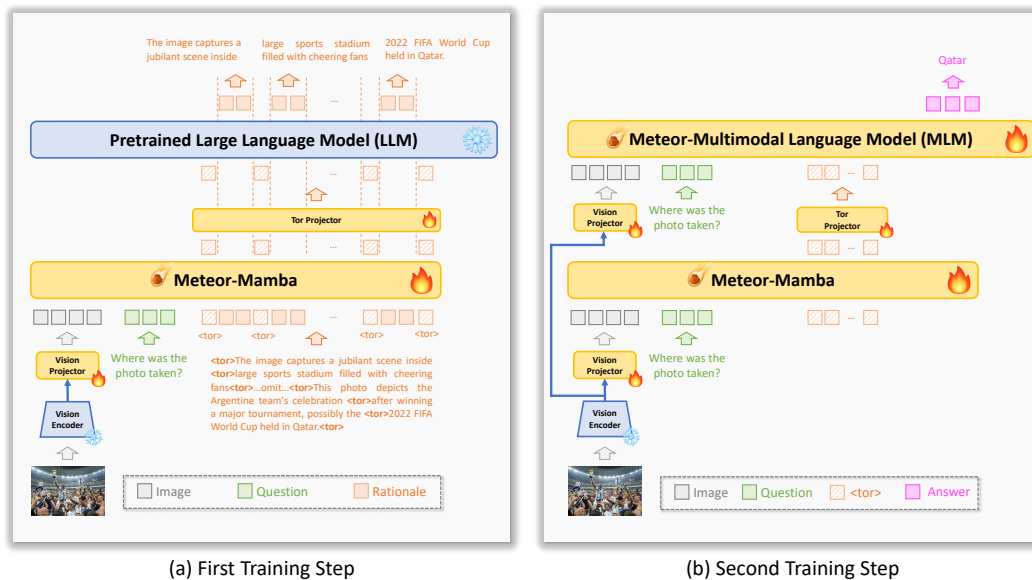 The image captures a
jubilant scene inside
large sports stadium
filled with cheering fans
2022 FIFA World Cup
held in Qatar.
...
Pretrained Large Language Model (LLM)
...
Tor Projector
...
Meteor-Mamba
...
<tor> <tor> <tor> <tor>
Vision
Projector
Where was the
photo taken?
<tor>The image captures a jubilant scene inside
<tor>large sports stadium filled with cheering
fans<tor>...omit...<tor>This photo depicts the
Argentine team's celebration <tor>after winning
a major tournament, possibly the <tor>2022 FIFA
World Cup held in Qatar.<tor>
Vision
Encoder
Image Question Rationale
(a) First Training Step
Qatar
Meteor-Multimodal Language Model (MLM)
...
Vision
Projector
Where was the
photo taken?
Tor
Projector
...
Meteor-Mamba
...
Vision
Projector
Where was the
photo taken?
Vision
Encoder
Image Question <tor> Answer
(b) Second Training Step